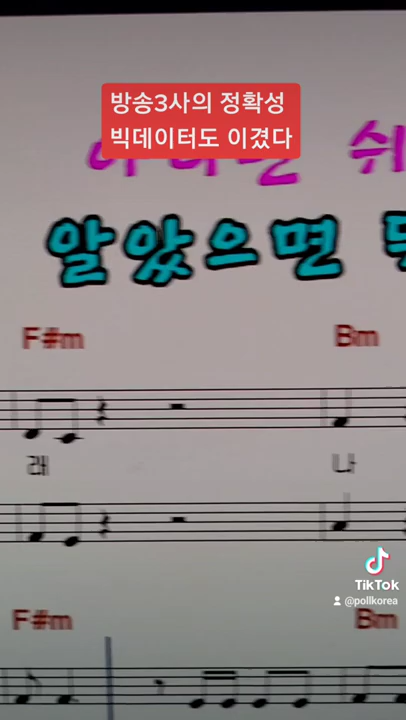 방송3사의 정확성
빅데이터도 이겼다
쉬
알았으면
F#m Bm
래 나
TikTok
@pollkorea
F#m Bm